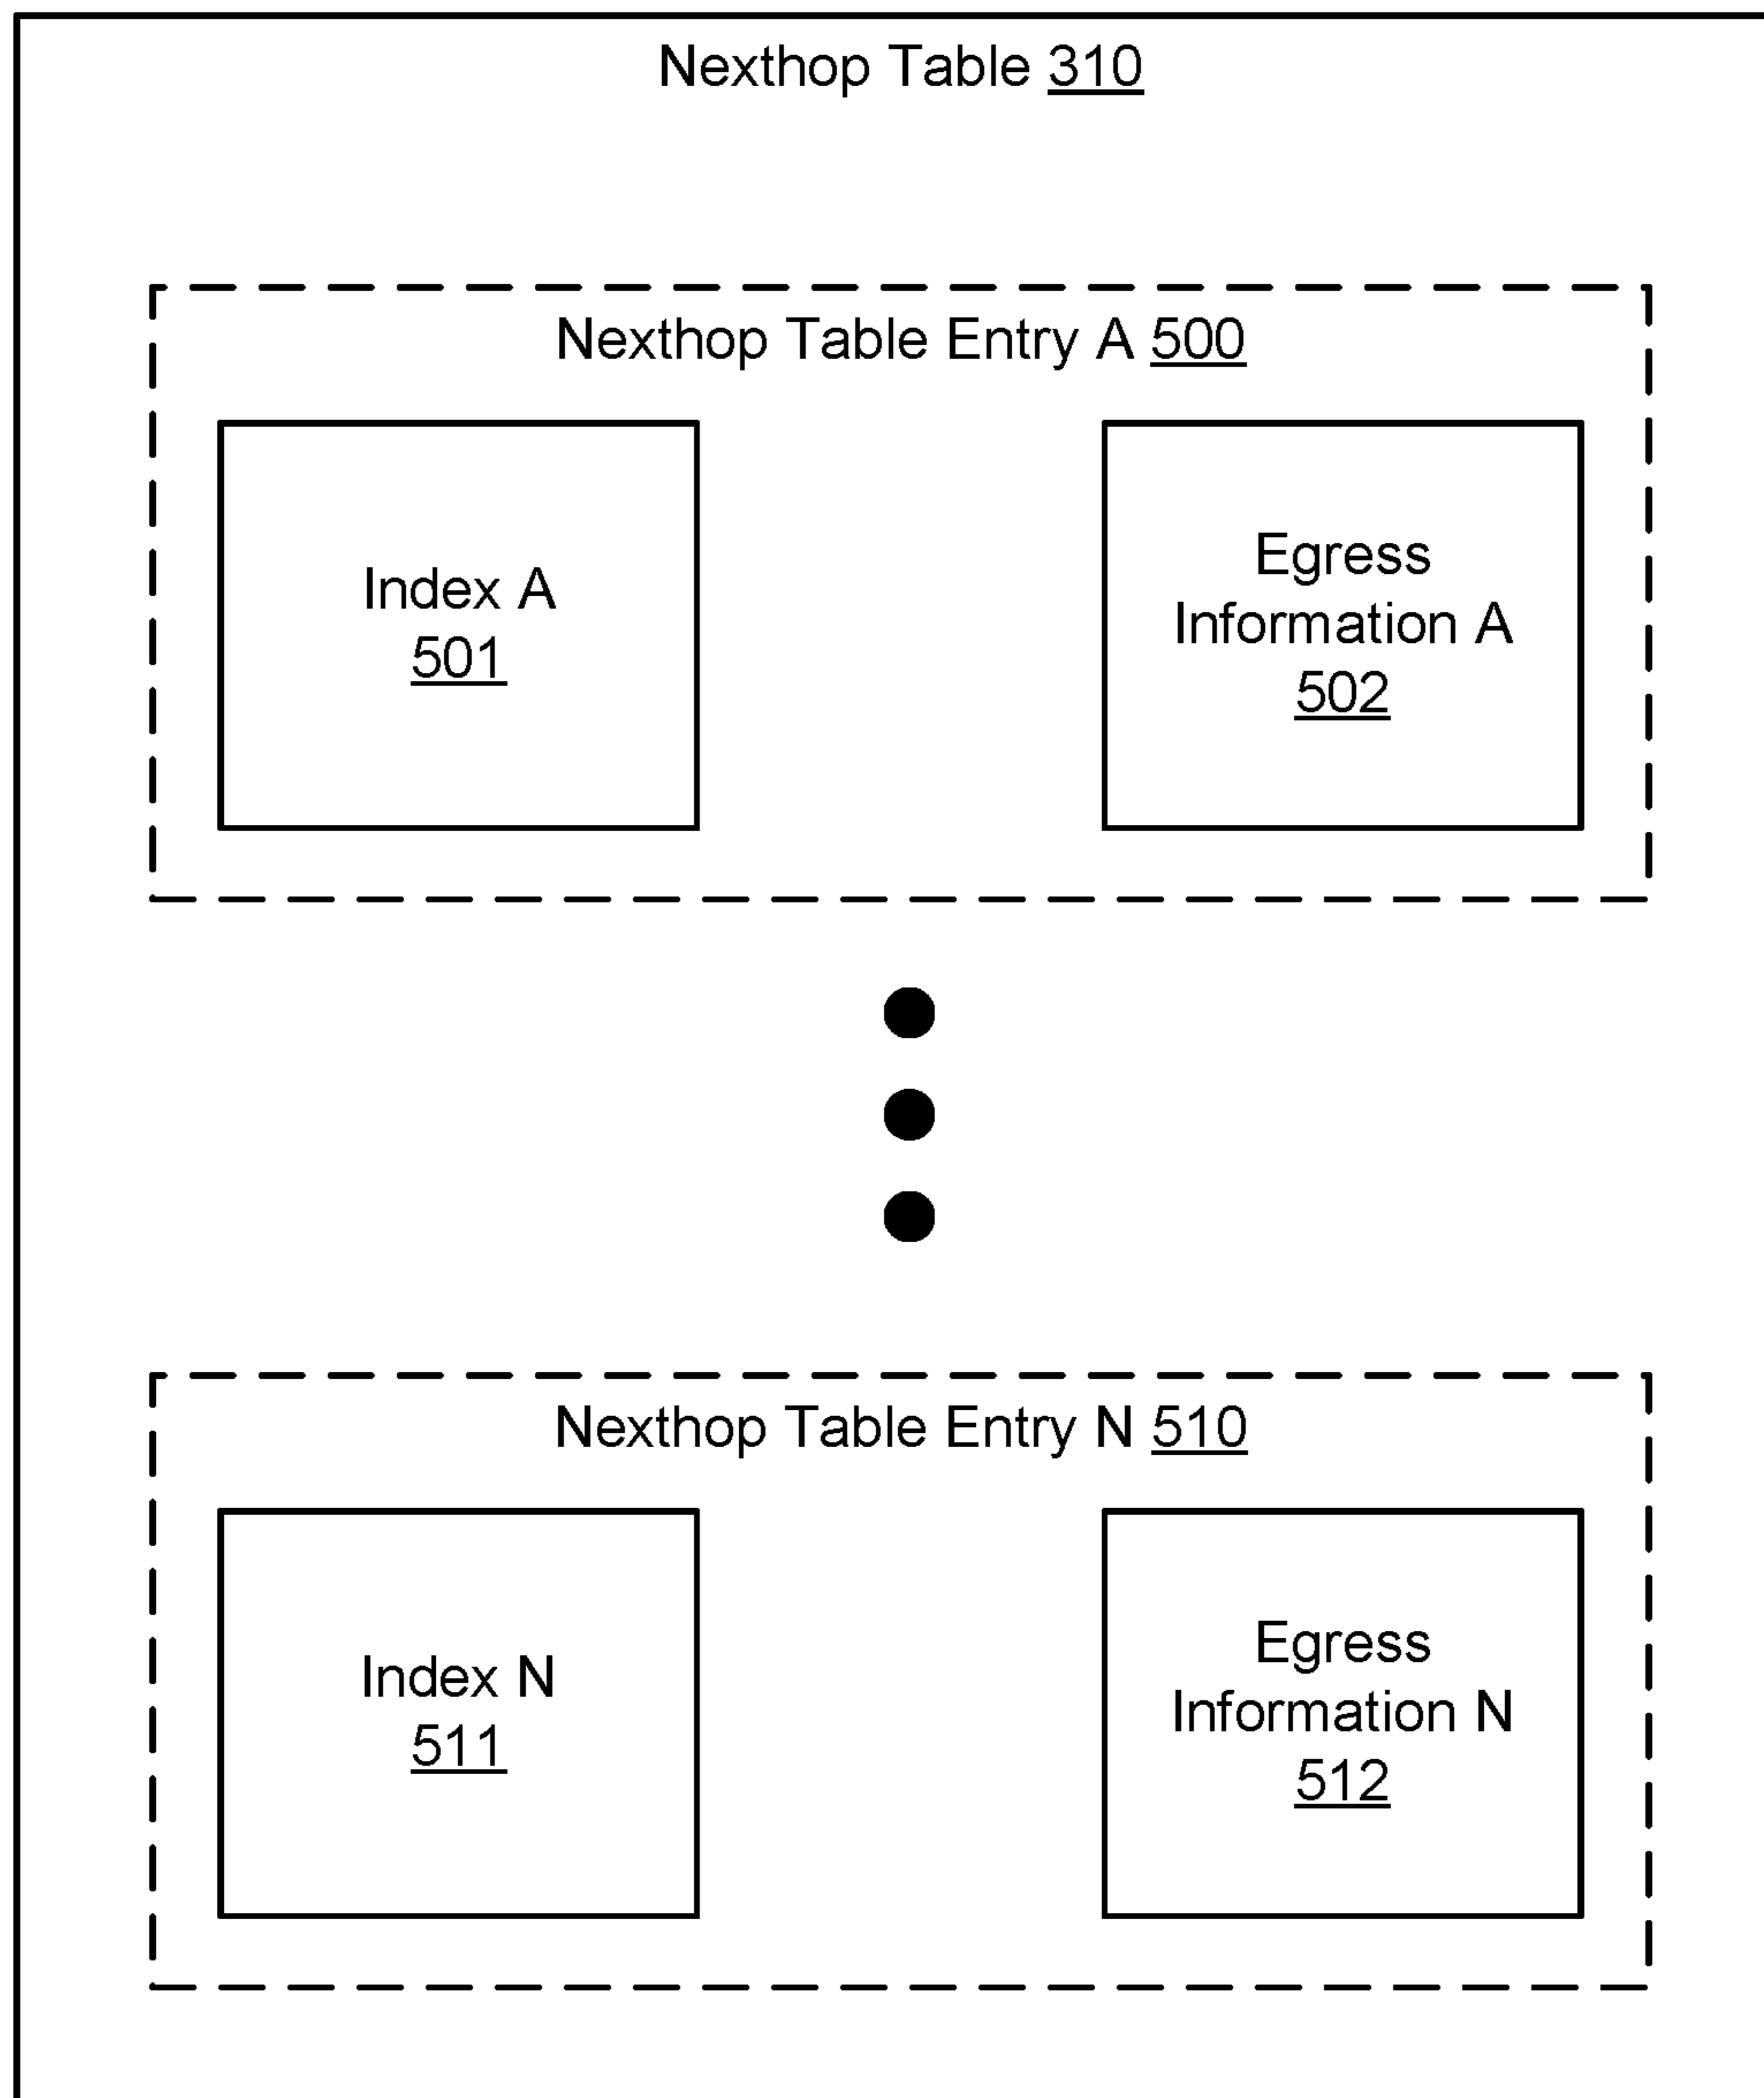 Nexthop Table 310
Nexthop Table Entry A 500
Index A
501
Egress
Information A
502
Nexthop Table Entry N 510
Index N
511
Egress
Information N
512